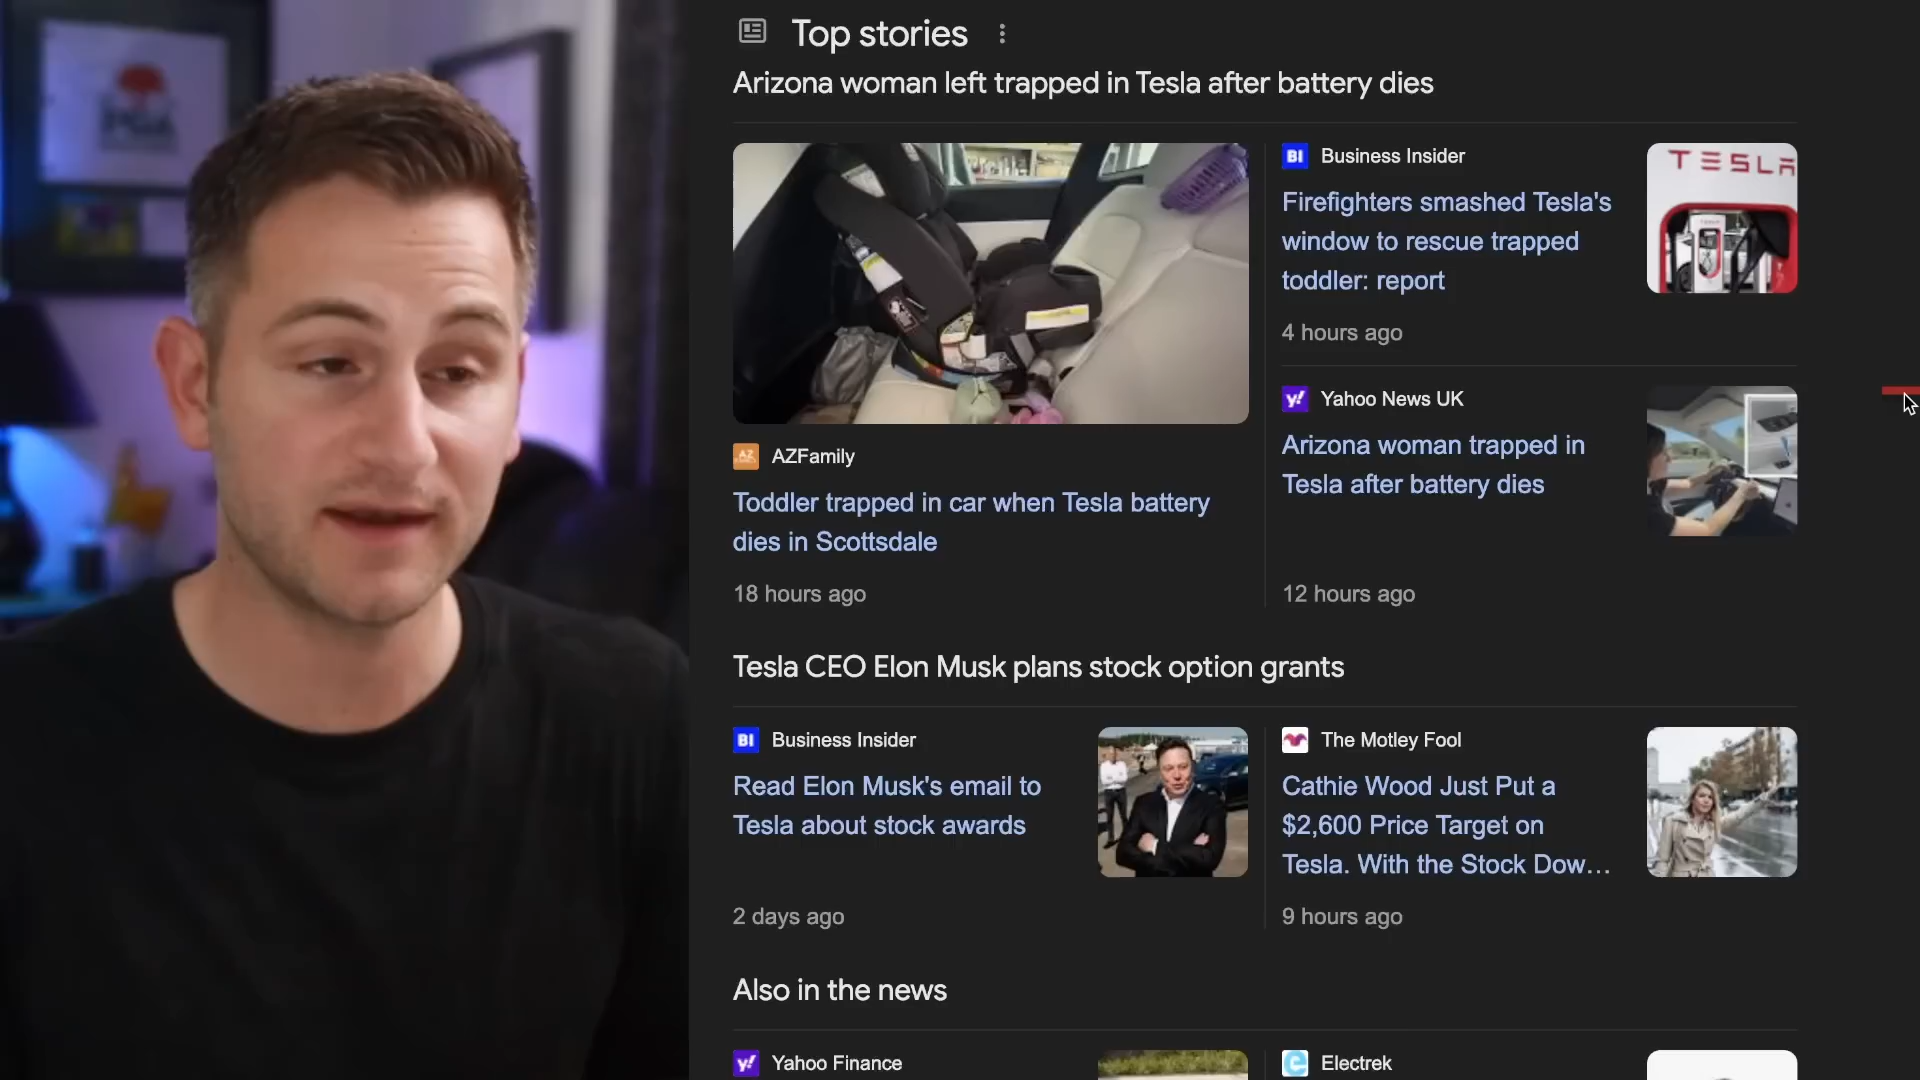 PGA
Top stories
Arizona woman left trapped in Tesla after battery dies
AZFamily
Toddler trapped in car when Tesla battery
dies in Scottsdale
18 hours ago
BI Business Insider
Firefighters smashed Tesla's
window to rescue trapped
toddler: report
4 hours ago
TESLA
y! Yahoo News UK
Arizona woman trapped in
Tesla after battery dies
12 hours ago
Tesla CEO Elon Musk plans stock option grants
BI Business Insider
Read Elon Musk's email to
Tesla about stock awards
2 days ago
The Motley Fool
Cathie Wood Just Put a
$2,600 Price Target on
Tesla. With the Stock Dow...
9 hours ago
Also in the news
y! Yahoo Finance
e Electrek